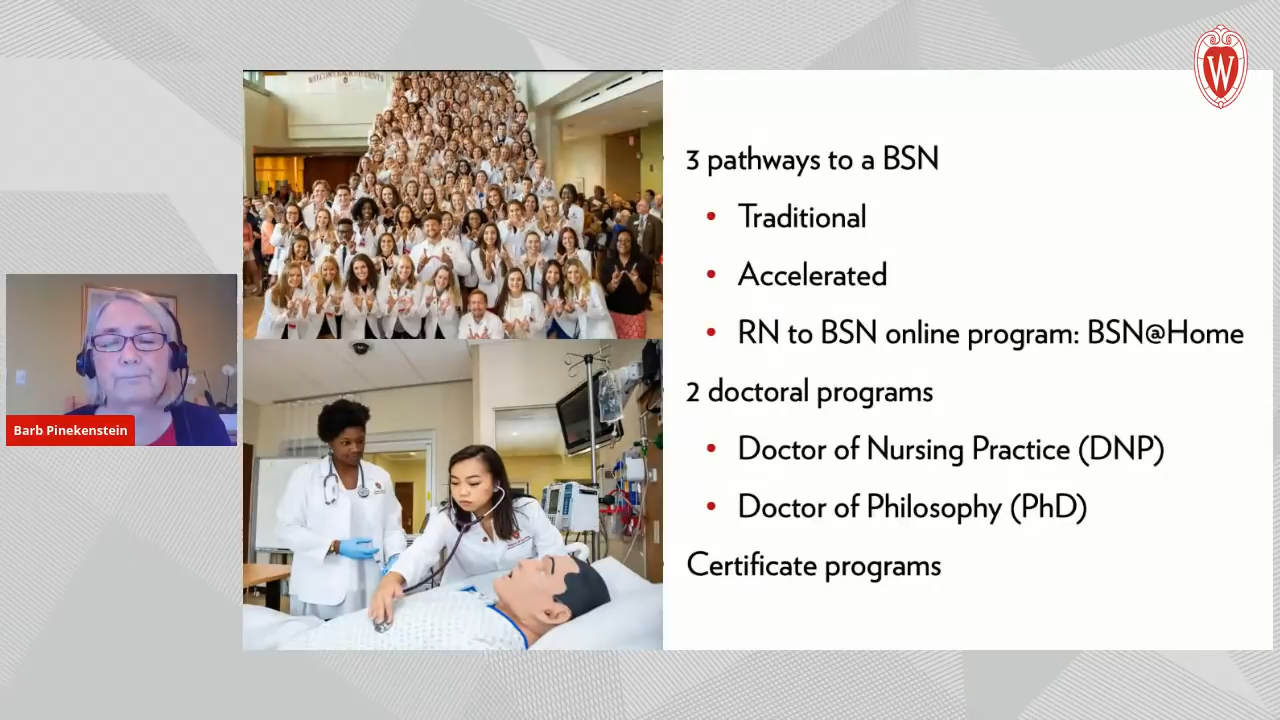 W
3 pathways to a BSN
• Traditional
• Accelerated
• RN to BSN online program: BSN@Home
2 doctoral programs
• Doctor of Nursing Practice (DNP)
• Doctor of Philosophy (PhD)
Certificate programs
Barb Pinekenstein